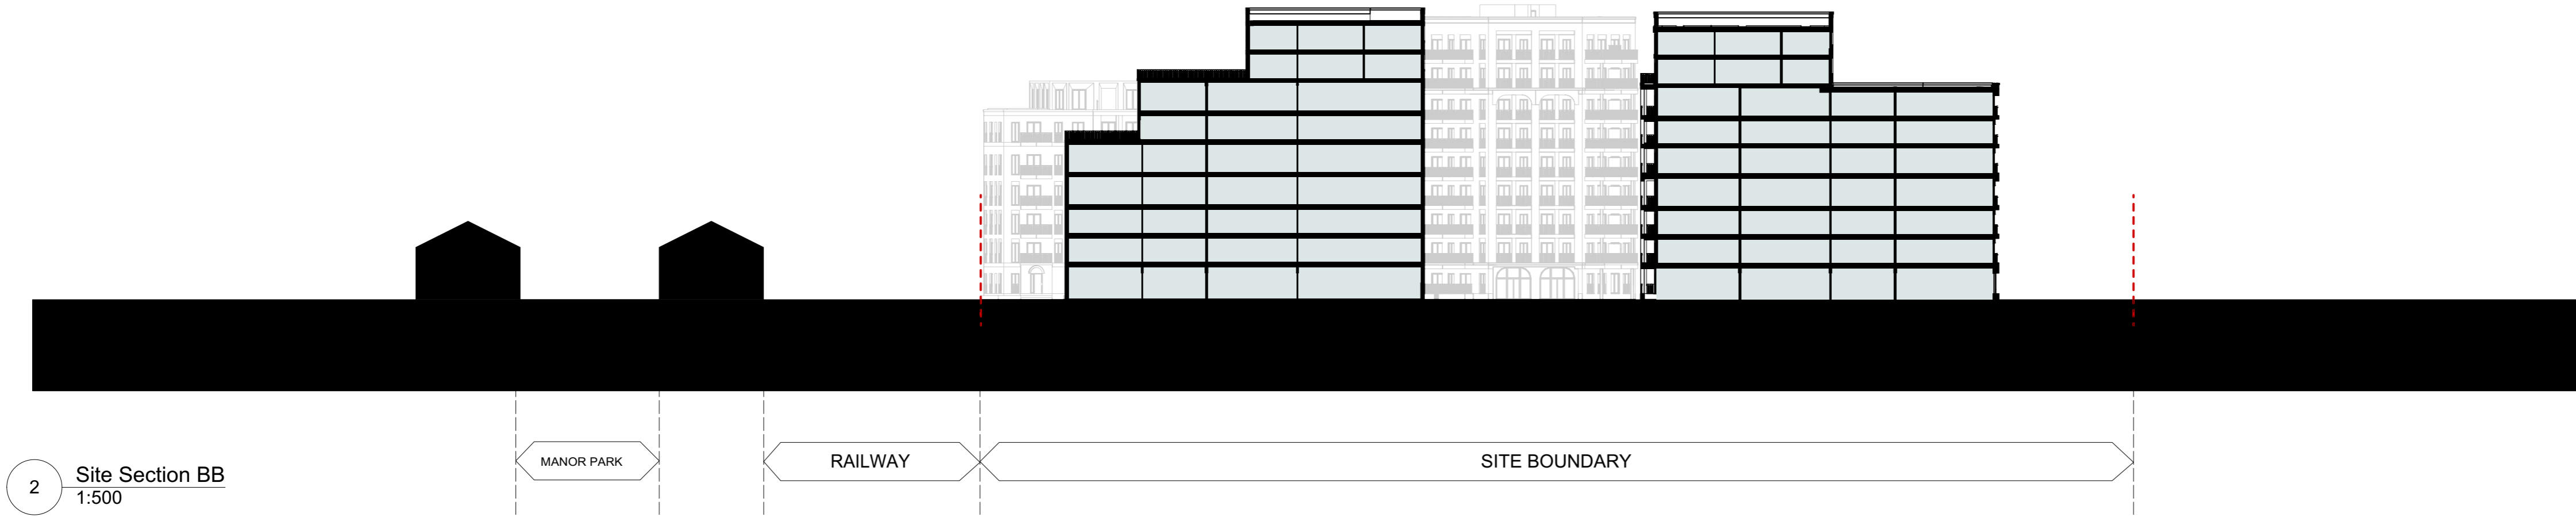 MANOR PARK
RAILWAY
SITE BOUNDARY
2
Site Section BB
1:500